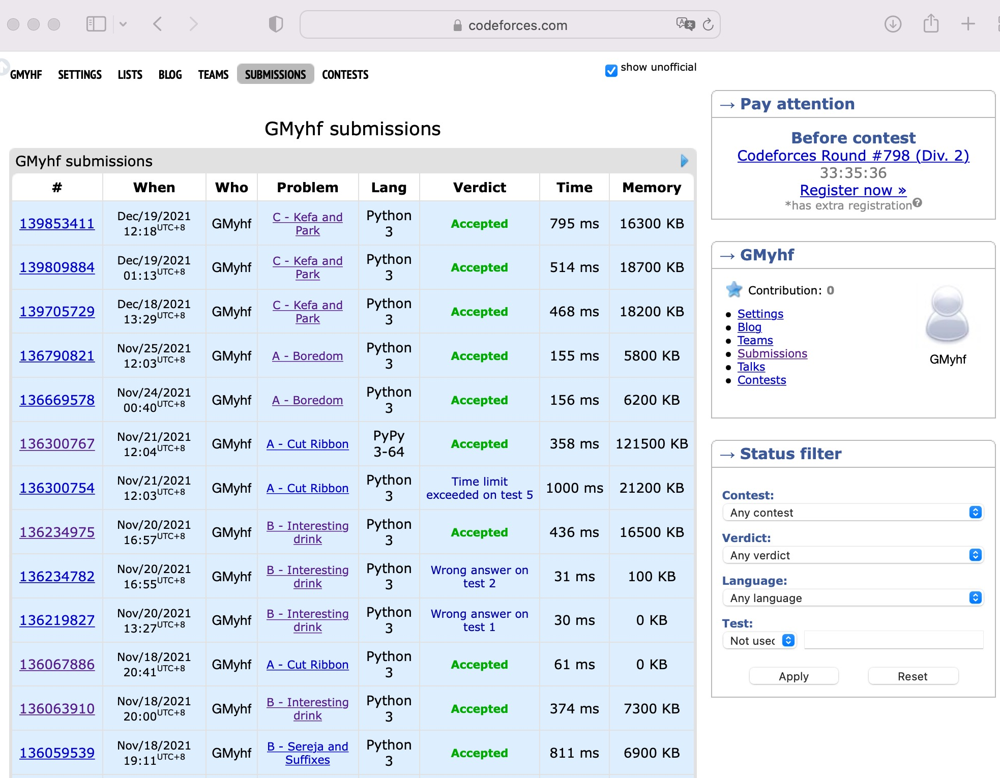 codeforces.com
GMYHF SETTINGS LISTS BLOG TEAMS SUBMISSIONS CONTESTS
show unofficial
GMyhf submissions
GMyhf submissions
# When Who Problem Lang Verdict Time Memory
139853411 Dec/19/2021 12:18UTC+8 GMyhf C - Kefa and Park Python 3 Accepted 795 ms 16300 KB
139809884 Dec/19/2021 01:13UTC+8 GMyhf C - Kefa and Park Python 3 Accepted 514 ms 18700 KB
139705729 Dec/18/2021 13:29UTC+8 GMyhf C - Kefa and Park Python 3 Accepted 468 ms 18200 KB
136790821 Nov/25/2021 12:03UTC+8 GMyhf A - Boredom Python 3 Accepted 155 ms 5800 KB
136669578 Nov/24/2021 00:40UTC+8 GMyhf A - Boredom Python 3 Accepted 156 ms 6200 KB
136300767 Nov/21/2021 12:04UTC+8 GMyhf A - Cut Ribbon PyPy 3-64 Accepted 358 ms 121500 KB
136300754 Nov/21/2021 12:03UTC+8 GMyhf A - Cut Ribbon Python 3 Time limit exceeded on test 5 1000 ms 21200 KB
136234975 Nov/20/2021 16:57UTC+8 GMyhf B - Interesting drink Python 3 Accepted 436 ms 16500 KB
136234782 Nov/20/2021 16:55UTC+8 GMyhf B - Interesting drink Python 3 Wrong answer on test 2 31 ms 100 KB
136219827 Nov/20/2021 13:27UTC+8 GMyhf B - Interesting drink Python 3 Wrong answer on test 1 30 ms 0 KB
136067886 Nov/18/2021 20:41UTC+8 GMyhf A - Cut Ribbon Python 3 Accepted 61 ms 0 KB
136063910 Nov/18/2021 20:00UTC+8 GMyhf B - Interesting drink Python 3 Accepted 374 ms 7300 KB
136059539 Nov/18/2021 19:11UTC+8 GMyhf B - Sereja and Suffixes Python 3 Accepted 811 ms 6900 KB
→ Pay attention
Before contest
Codeforces Round #798 (Div. 2)
33:35:36
Register now »
*has extra registration?
→ GMyhf
Contribution: 0
Settings
Blog
Teams
Submissions
Talks
Contests
GMyhf
→ Status filter
Contest:
Any contest
Verdict:
Any verdict
Language:
Any language
Test:
Not used
Apply Reset